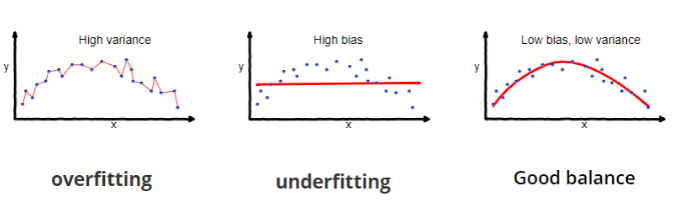 High variance
y
x
overfitting
High bias
y
x
underfitting
Low bias, low variance
y
x
Good balance